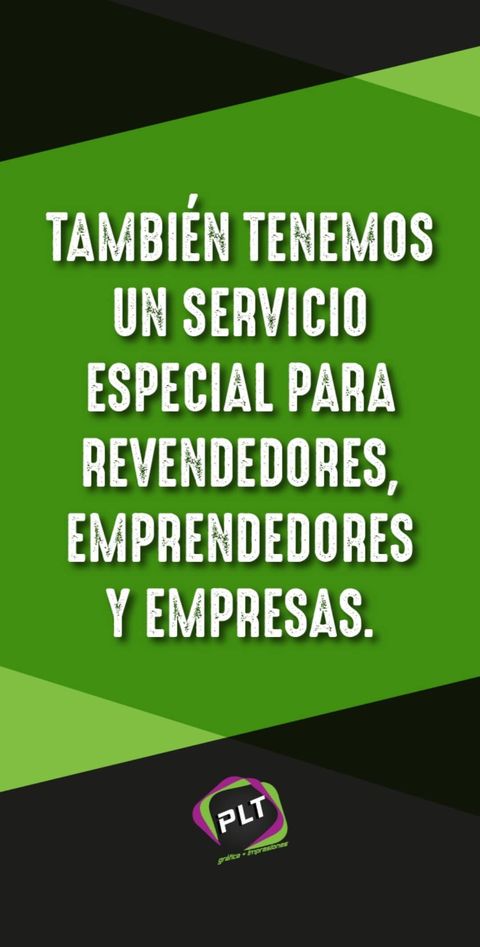 TAMBIÉN TENEMOS
UN SERVICIO
ESPECIAL PARA
REVENDEDORES,
EMPRENDEDORES
Y EMPRESAS.
PLT
gráfica + impresiones